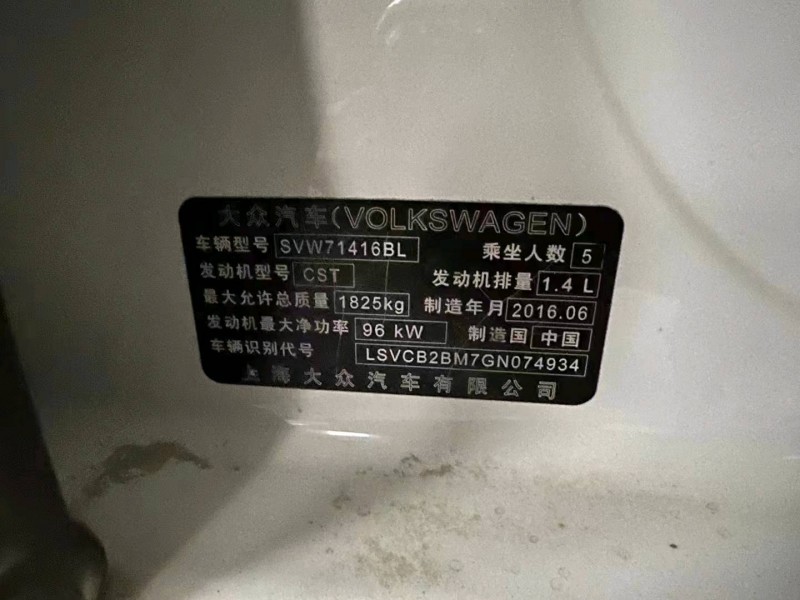 大众汽车(VOLKSWAGEN)
车辆型号 SVW71416BL 乘坐人数 5
发动机型号 CST 发动机排量 1.4 L
最大允许总质量 1825kg 制造年月 2016.06
发动机最大净功率 96 kW 制造国 中国
车辆识别代号 LSVCB2BM7GN074934
上海大众汽车有限公司